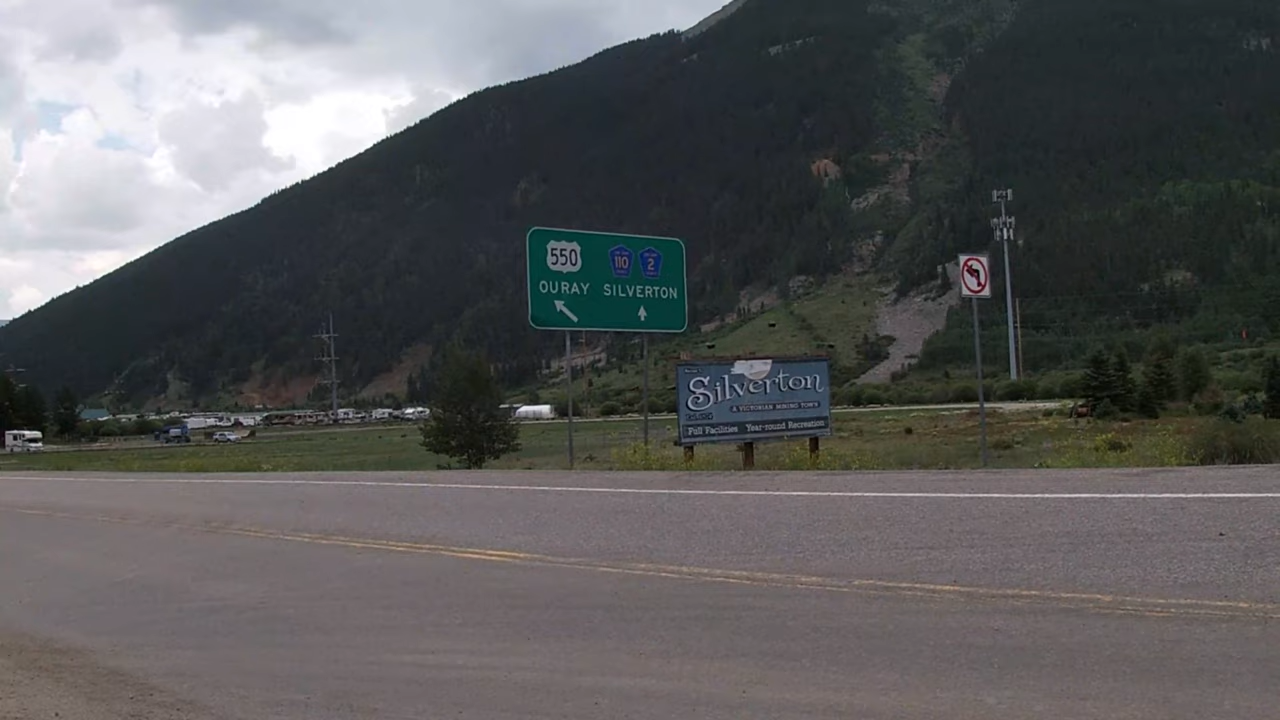 550 110 2
OURAY SILVERTON
Silverton
A VICTORIAN MINING TOWN
Full Facilities Year-round Recreation